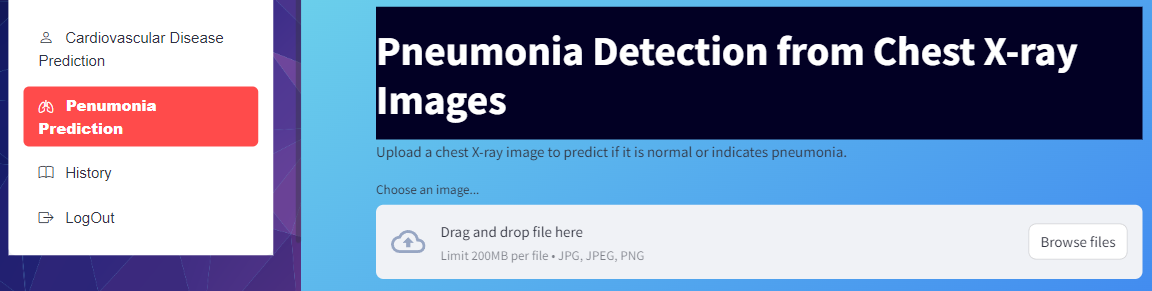 Cardiovascular Disease
Prediction
Penumonia
Prediction
History
LogOut
Pneumonia Detection from Chest X-ray
Images
Upload a chest X-ray image to predict if it is normal or indicates pneumonia.
Choose an image...
Drag and drop file here
Limit 200MB per file • JPG, JPEG, PNG
Browse files